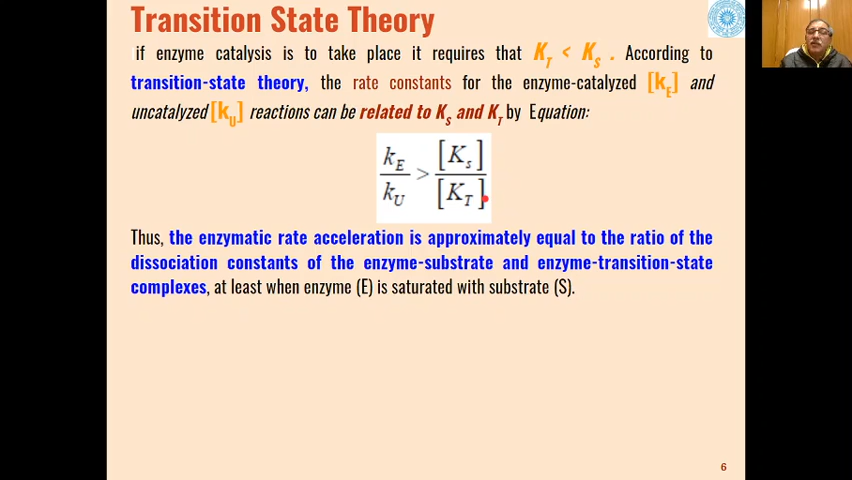 Transition State Theory
if enzyme catalysis is to take place it requires that K_T < K_S . According to
transition-state theory, the rate constants for the enzyme-catalyzed [k_E] and
uncatalyzed [k_U] reactions can be related to K_S and K_T by Equation:
k_E / k_U > [K_s] / [K_T]
Thus, the enzymatic rate acceleration is approximately equal to the ratio of the
dissociation constants of the enzyme-substrate and enzyme-transition-state
complexes, at least when enzyme (E) is saturated with substrate (S).
6